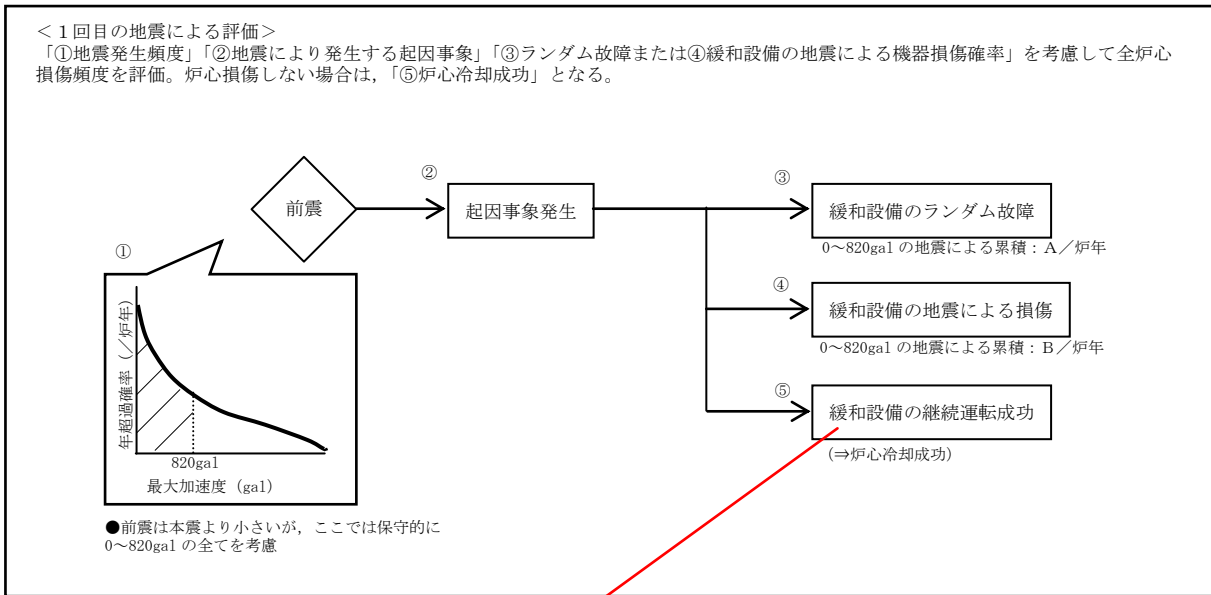 ＜１回目の地震による評価＞
「①地震発生頻度」「②地震により発生する起因事象」「③ランダム故障または④緩和設備の地震による機器損傷確率」を考慮して全炉心
損傷頻度を評価。炉心損傷しない場合は，「⑤炉心冷却成功」となる。
②
③
前震
起因事象発生
緩和設備のランダム故障
0～820gal の地震による累積：Ａ／炉年
①
④
緩和設備の地震による損傷
0～820gal の地震による累積：Ｂ／炉年
年超過確率（／炉年）
⑤
緩和設備の継続運転成功
(⇒炉心冷却成功)
820gal
最大加速度 (gal)
●前震は本震より小さいが，ここでは保守的に
0～820gal の全てを考慮